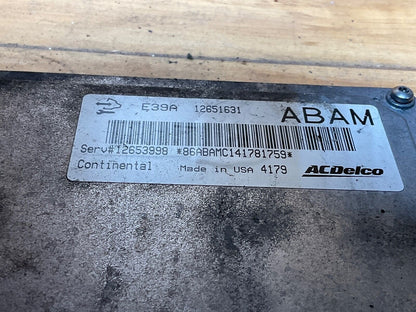 E39A 12651631 ABAM
Serv#12653998 *86ABAMC141781759*
Continental Made in USA 4179 ACDelco